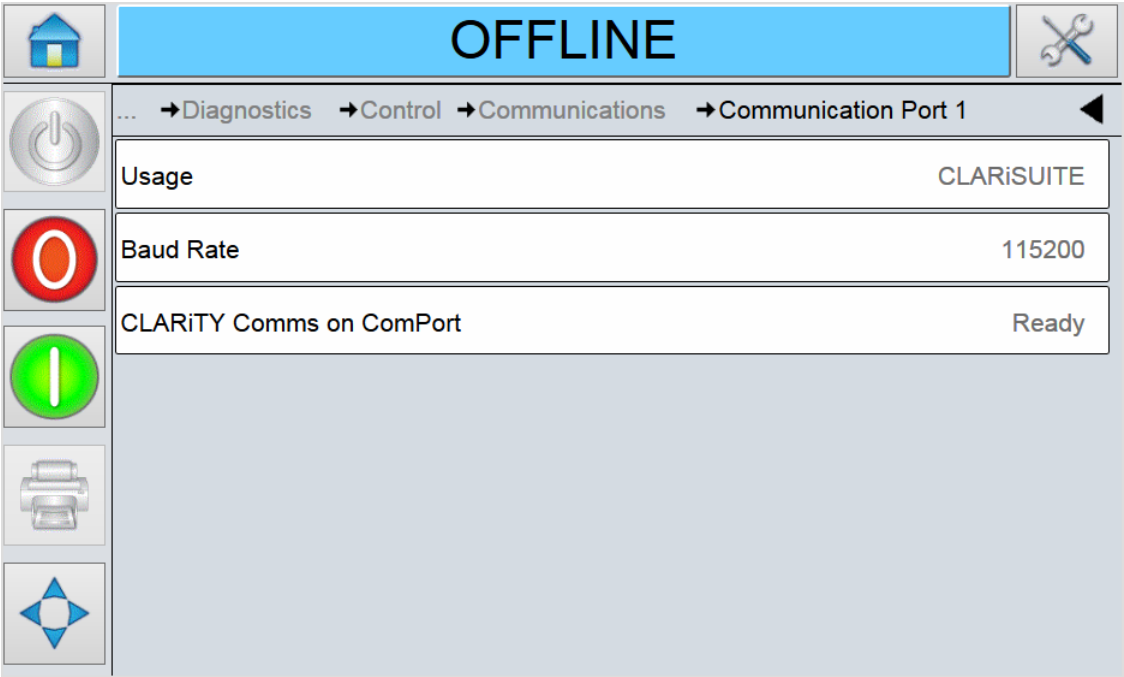 OFFLINE
... →Diagnostics →Control →Communications →Communication Port 1
Usage CLARiSUITE
Baud Rate 115200
CLARiTY Comms on ComPort Ready